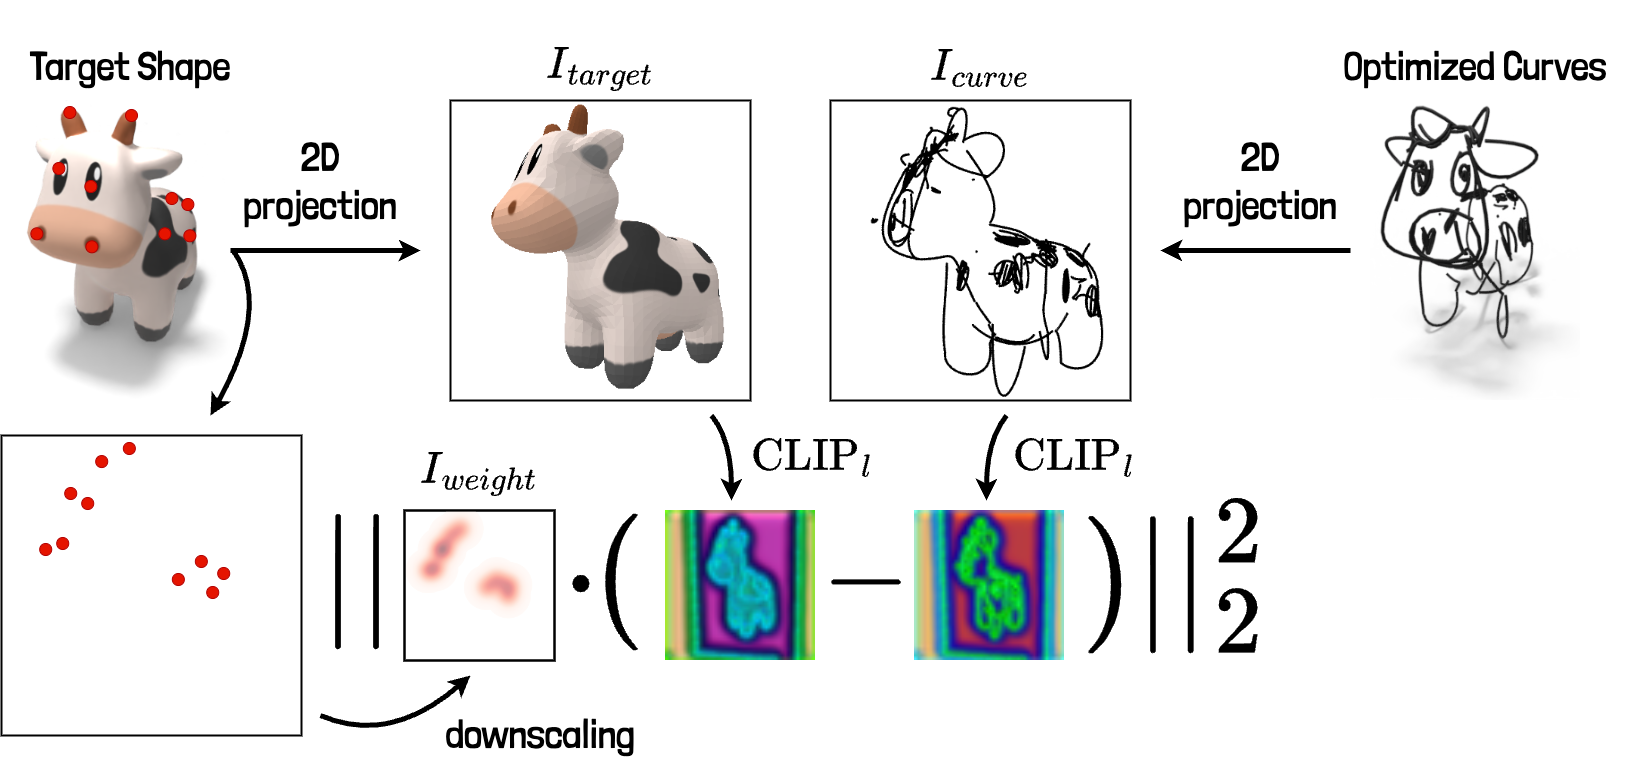 Target Shape
I_{target}
I_{curve}
Optimized Curves
2D
projection
2D
projection
I_{weight}
CLIP_l
CLIP_l
|| · ( — ) ||_2^2
downscaling